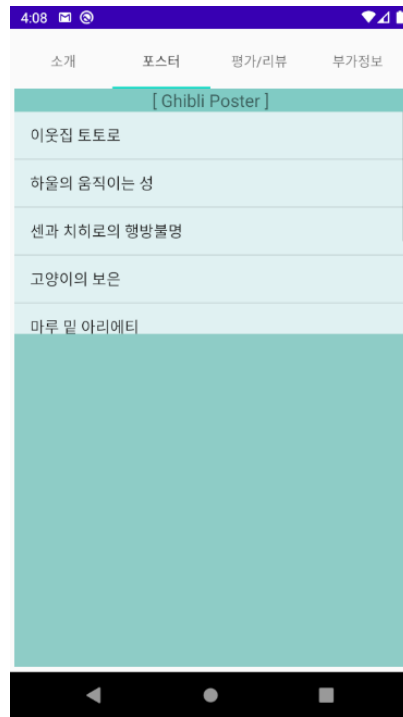 4:08
소개 포스터 평가/리뷰 부가정보
[ Ghibli Poster ]
이웃집 토토로
하울의 움직이는 성
센과 치히로의 행방불명
고양이의 보은
마루 밑 아리에티